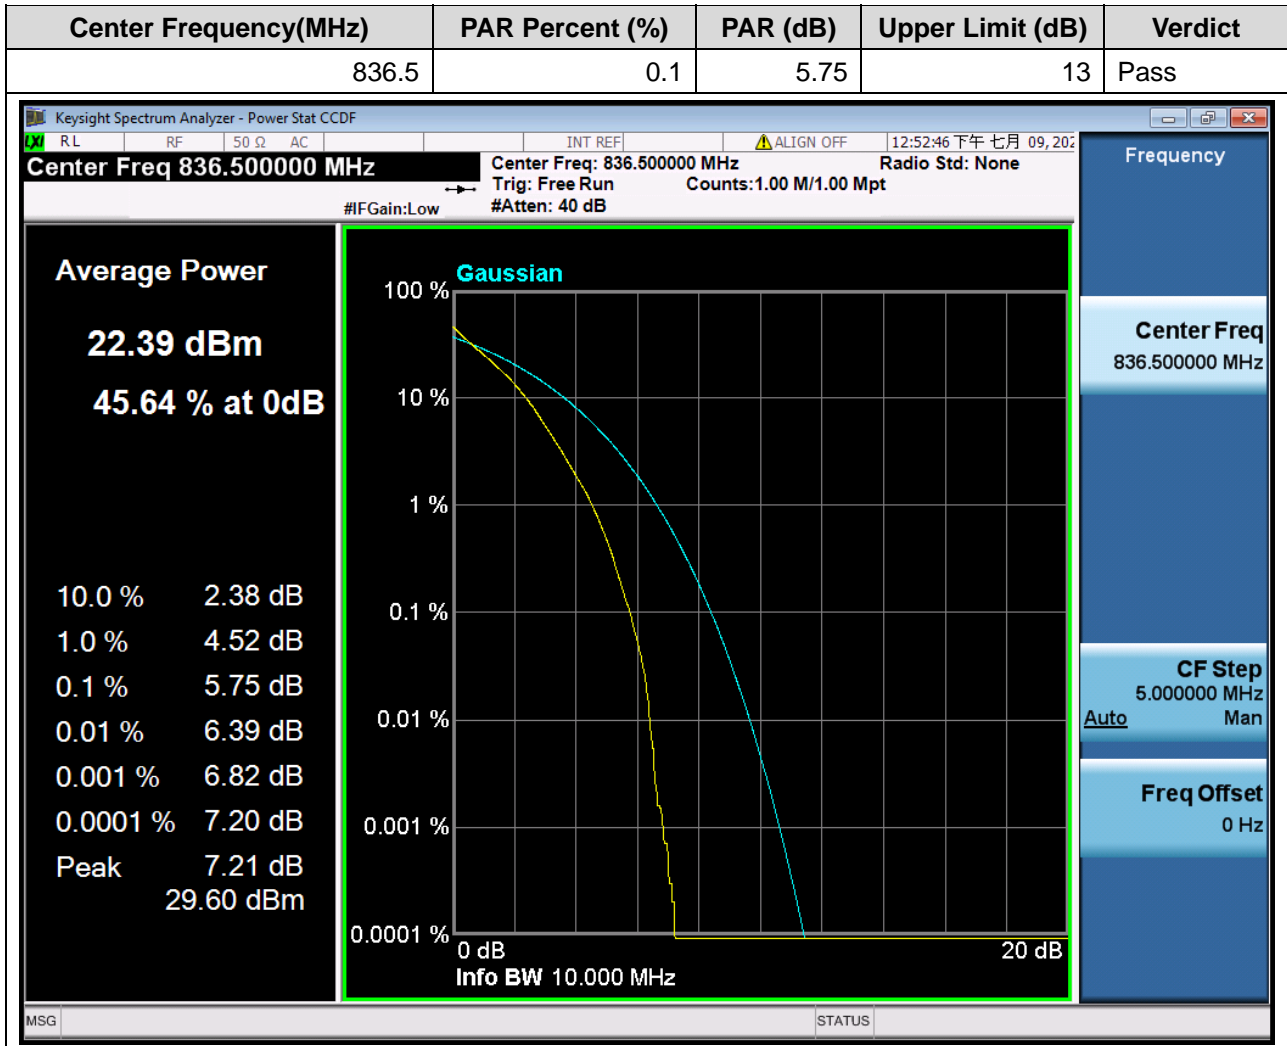 Center Frequency(MHz) PAR Percent (%) PAR (dB) Upper Limit (dB) Verdict
836.5 0.1 5.75 13 Pass
Keysight Spectrum Analyzer - Power Stat CCDF
LXI RL RF 50 Ω AC INT REF ALIGN OFF 12:52:46 下午 七月 09, 202
Center Freq 836.500000 MHz
Center Freq: 836.500000 MHz Radio Std: None
Trig: Free Run Counts:1.00 M/1.00 Mpt
#IFGain:Low #Atten: 40 dB
Average Power
22.39 dBm
45.64 % at 0dB
10.0 % 2.38 dB
1.0 % 4.52 dB
0.1 % 5.75 dB
0.01 % 6.39 dB
0.001 % 6.82 dB
0.0001 % 7.20 dB
Peak 7.21 dB
29.60 dBm
Gaussian
100 %
10 %
1 %
0.1 %
0.01 %
0.001 %
0.0001 %
0 dB 20 dB
Info BW 10.000 MHz
Frequency
Center Freq
836.500000 MHz
CF Step
5.000000 MHz
Auto Man
Freq Offset
0 Hz
MSG STATUS